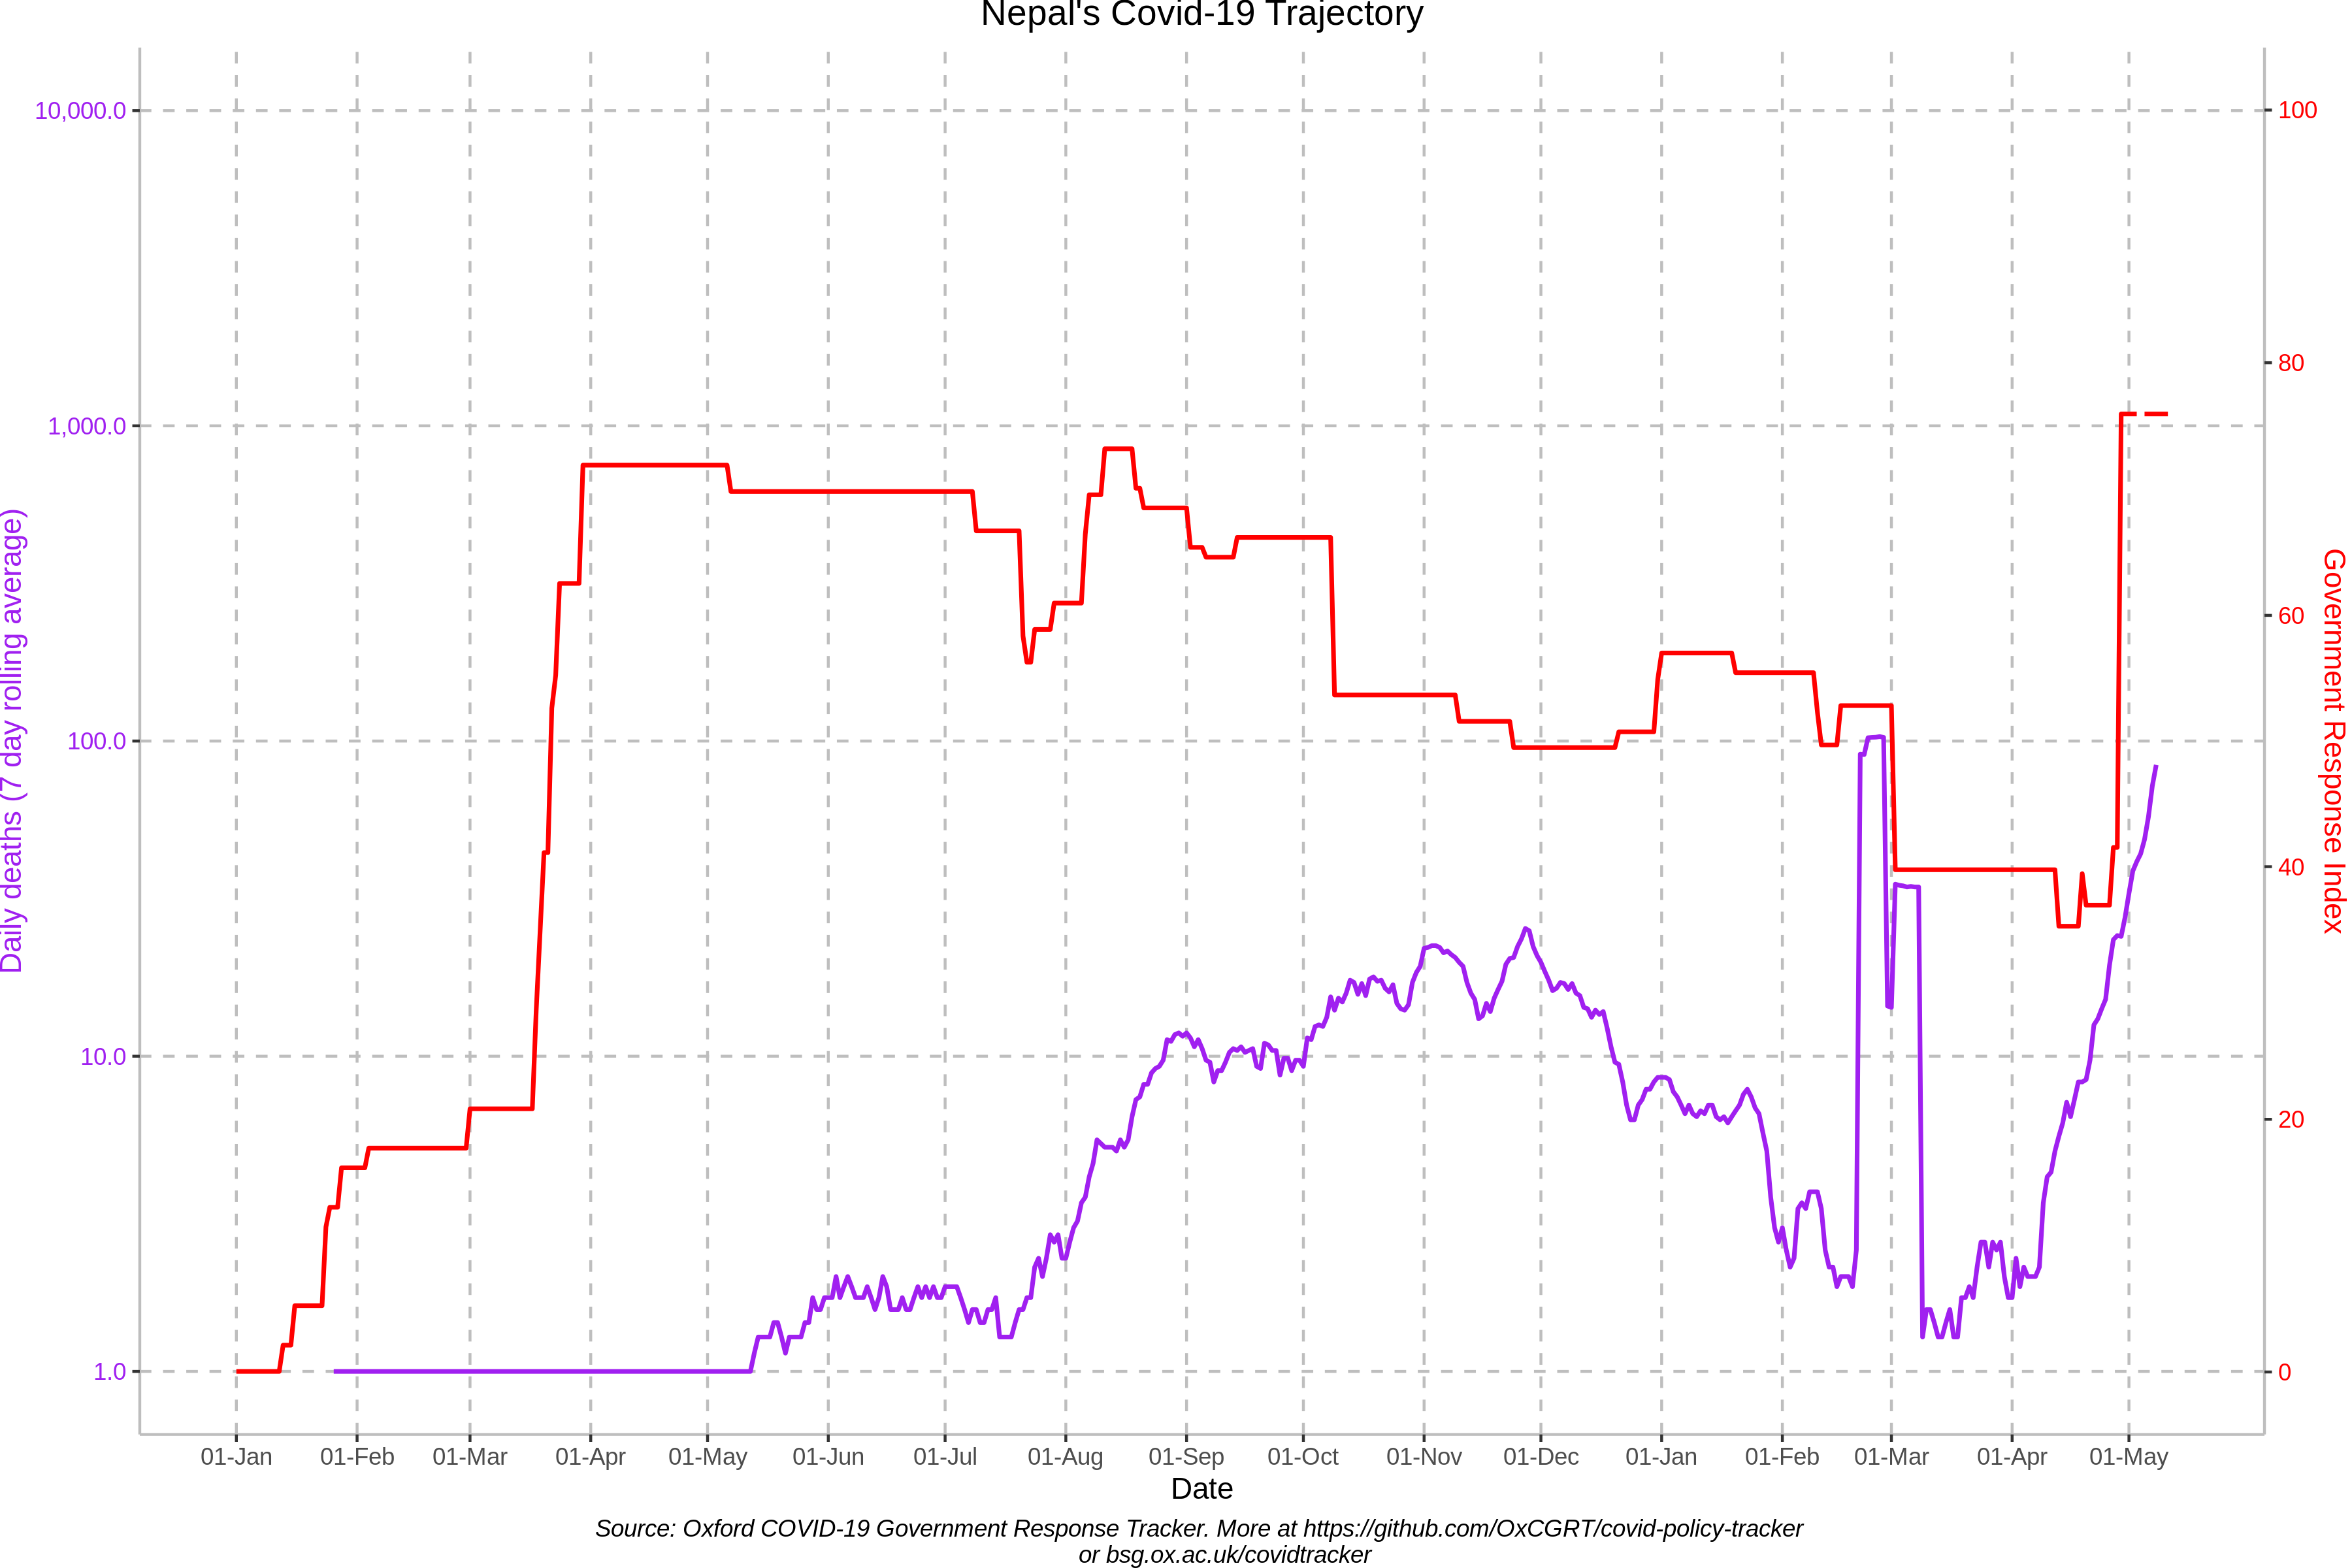 Nepal's Covid-19 Trajectory
10,000.0
1,000.0
100.0
10.0
1.0
Daily deaths (7 day rolling average)
100
80
60
40
20
0
Government Response Index
01-Jan 01-Feb 01-Mar 01-Apr 01-May 01-Jun 01-Jul 01-Aug 01-Sep 01-Oct 01-Nov 01-Dec 01-Jan 01-Feb 01-Mar 01-Apr 01-May
Date
Source: Oxford COVID-19 Government Response Tracker. More at https://github.com/OxCGRT/covid-policy-tracker
or bsg.ox.ac.uk/covidtracker